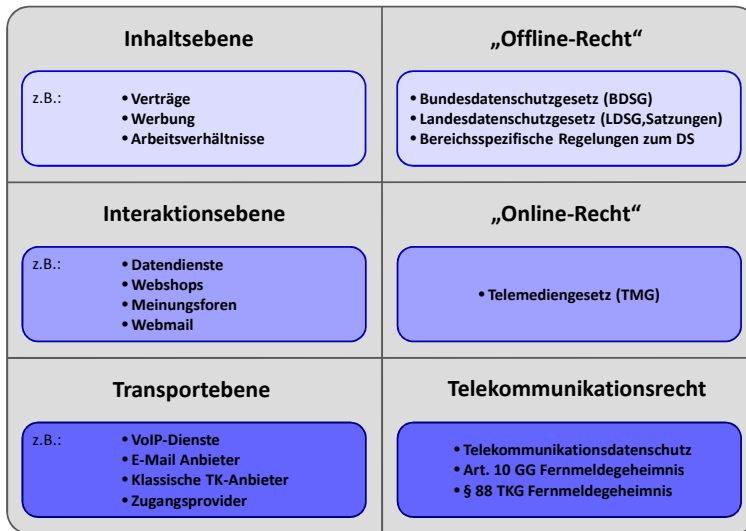 Inhaltsebene
z.B.:
• Verträge
• Werbung
• Arbeitsverhältnisse
„Offline-Recht“
• Bundesdatenschutzgesetz (BDSG)
• Landesdatenschutzgesetz (LDSG,Satzungen)
• Bereichsspezifische Regelungen zum DS
Interaktionsebene
z.B.:
• Datendienste
• Webshops
• Meinungsforen
• Webmail
„Online-Recht“
• Telemediengesetz (TMG)
Transportebene
z.B.:
• VoIP-Dienste
• E-Mail Anbieter
• Klassische TK-Anbieter
• Zugangsprovider
Telekommunikationsrecht
• Telekommunikationsdatenschutz
• Art. 10 GG Fernmeldegeheimnis
• § 88 TKG Fernmeldegeheimnis